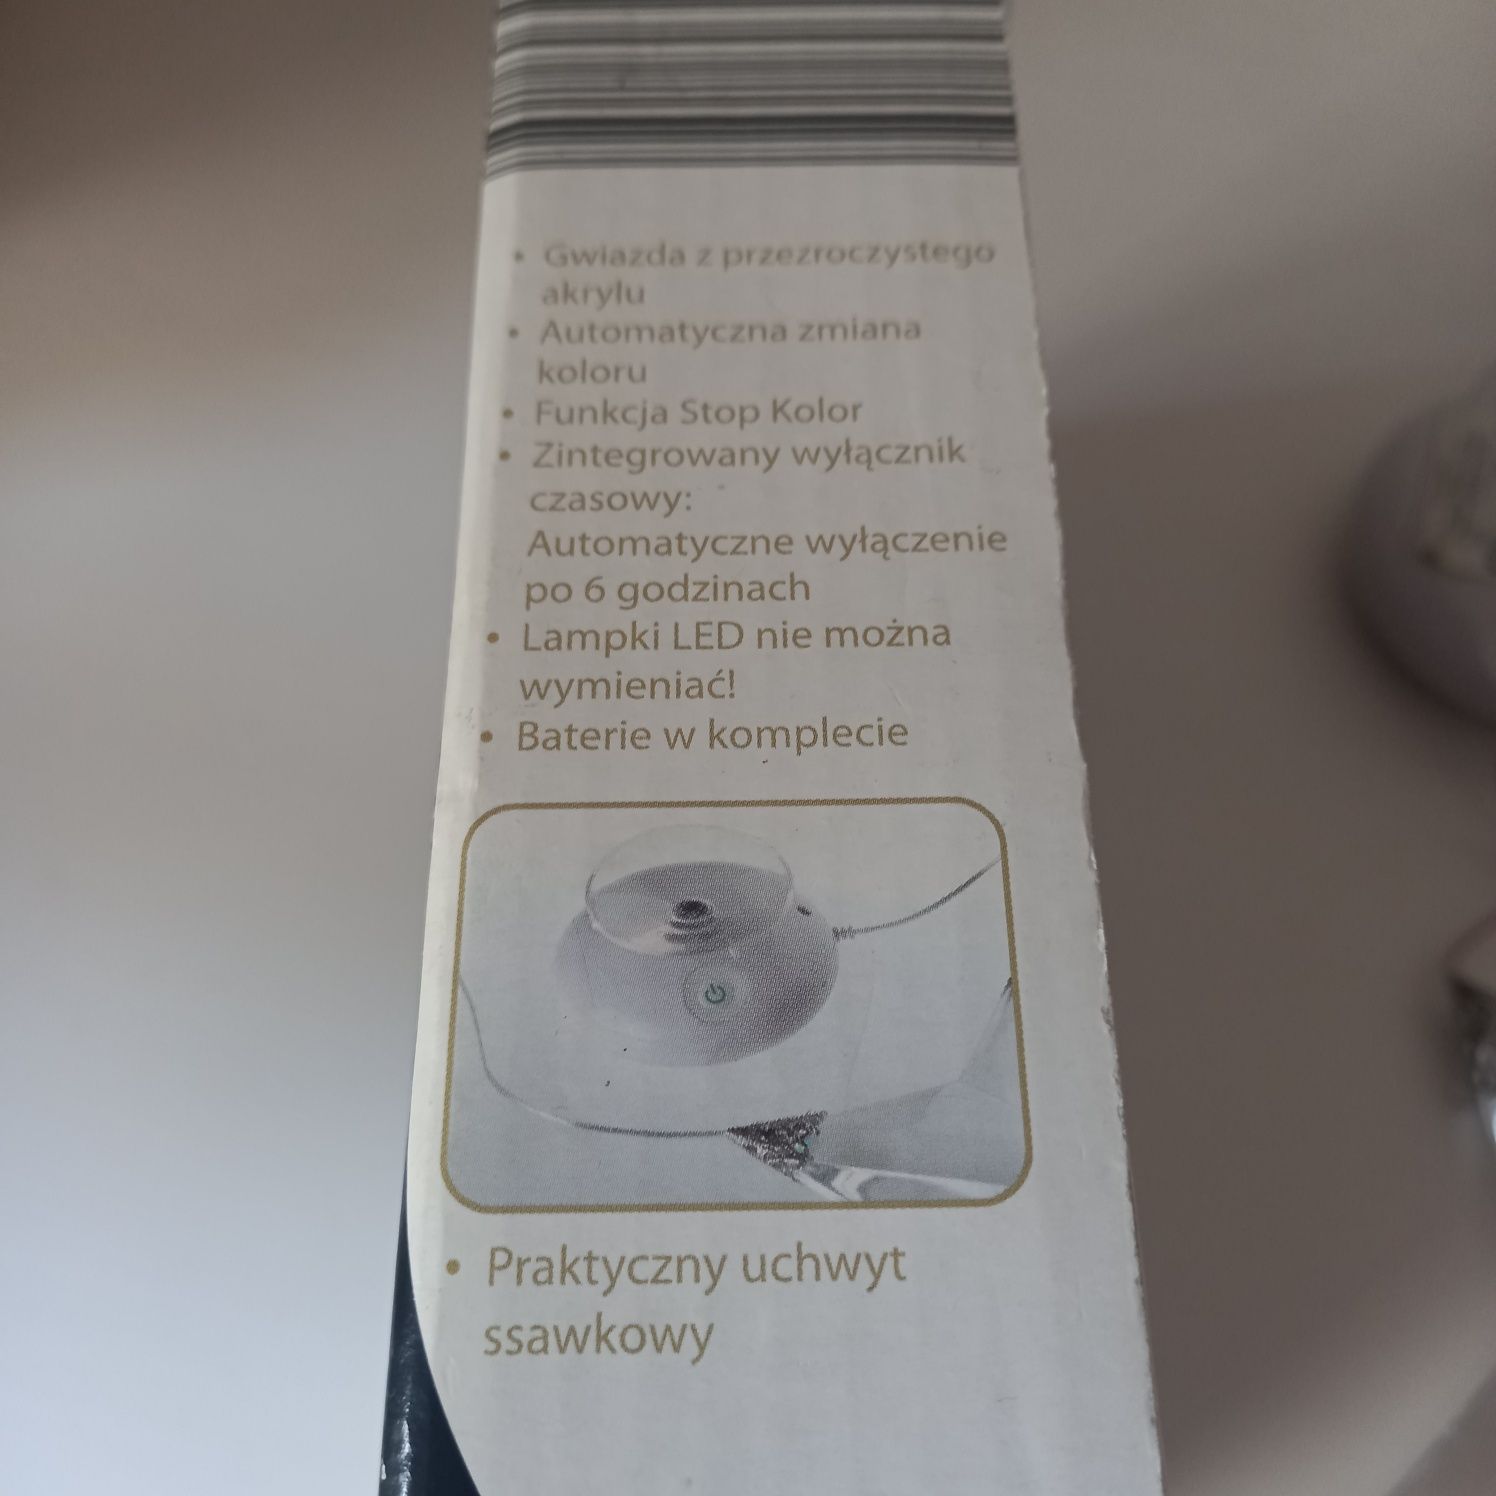 • Gwiazda z przezroczystego
akrylu
• Automatyczna zmiana
koloru
• Funkcja Stop Kolor
• Zintegrowany wyłącznik
czasowy:
Automatyczne wyłączenie
po 6 godzinach
• Lampki LED nie można
wymieniać!
• Baterie w komplecie
• Praktyczny uchwyt
ssawkowy